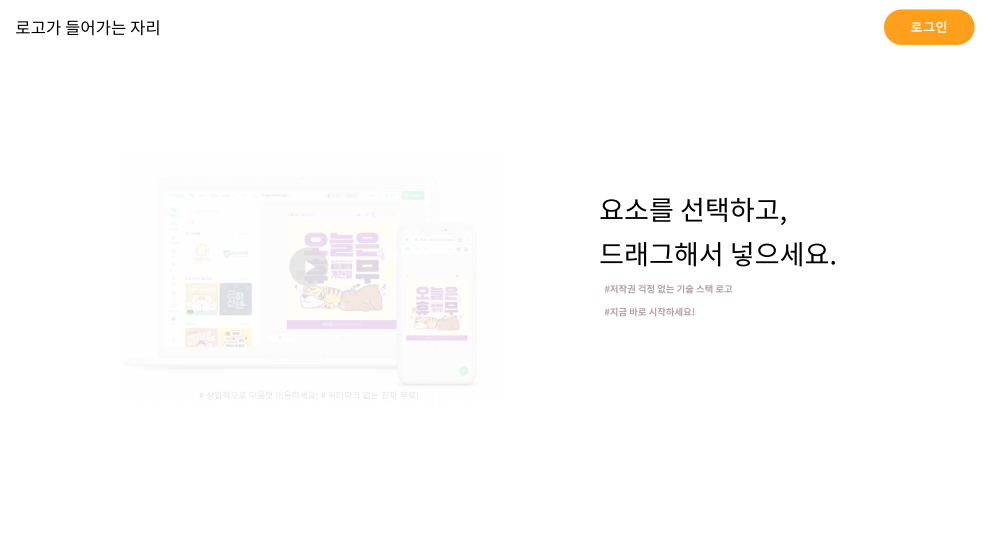 로고가 들어가는 자리
로그인
요소를 선택하고,
드래그해서 넣으세요.
#저작권 걱정 없는 기술 스택 로고
#지금 바로 시작하세요!
오늘은
무
오늘
휴무
# 상업적으로 마음껏 이용하세요! # 워터마크 없는 진짜 무료!